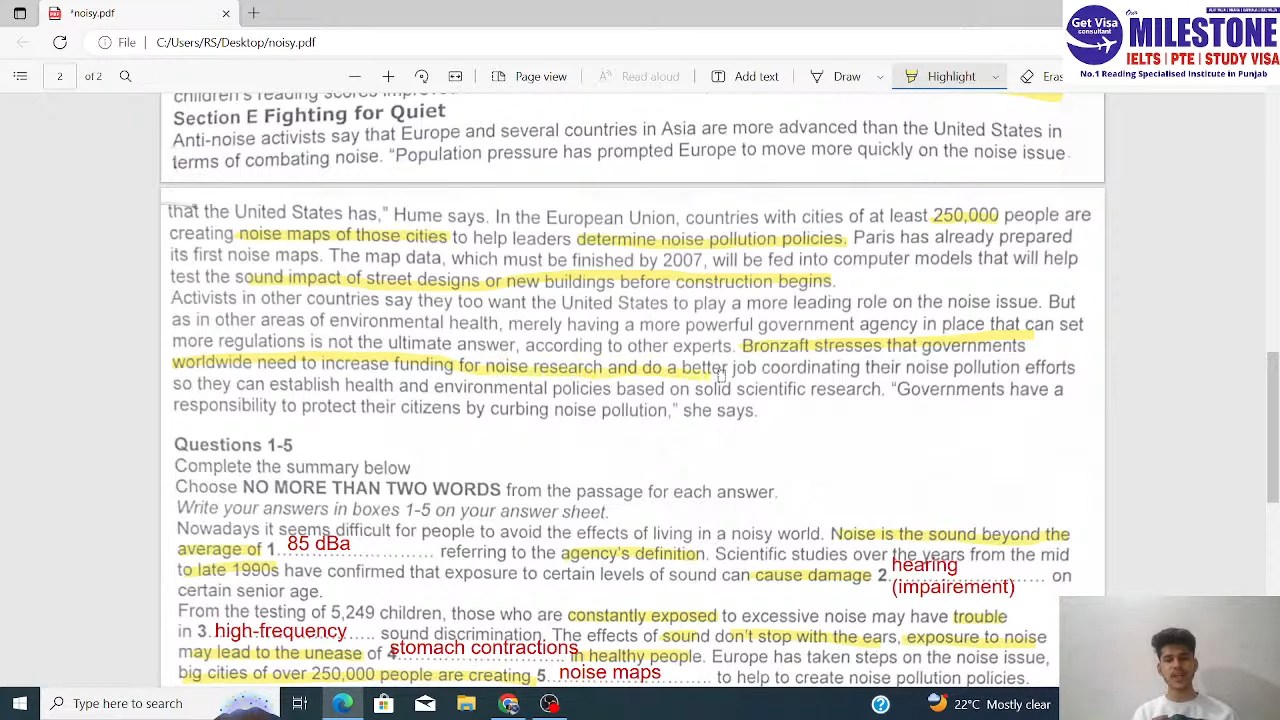 *noisy.pdf
Get Visa
consultant
Over
MILESTONE
IELTS | PTE | STUDY VISA
No.1 Reading Specialised Institute in Punjab
File
C:/Users/RS/Desktop/noisy.pdf
2
of 2
Page view
Read aloud
Add text
Draw
Highlight
Eras
children's reading scores improve
Section E Fighting for Quiet
Anti-noise activists say that Europe and several countries in Asia are more advanced than the United States in
terms of combating noise. "Population pressure has prompted Europe to move more quickly on the noise issue
that the United States has," Hume says. In the European Union, countries with cities of at least 250,000 people are
creating noise maps of those cities to help leaders determine noise pollution policies. Paris has already prepared
its first noise maps. The map data, which must be finished by 2007, will be fed into computer models that will help
test the sound impact of street designs or new buildings before construction begins.
Activists in other countries say they too want the United States to play a more leading role on the noise issue. But
as in other areas of environmental health, merely having a more powerful government agency in place that can set
more regulations is not the ultimate answer, according to other experts. Bronzaft stresses that governments
worldwide need to increase funding for noise research and do a better job coordinating their noise pollution efforts
so they can establish health and environmental policies based on solid scientific research. "Governments have a
responsibility to protect their citizens by curbing noise pollution," she says.
Questions 1-5
Complete the summary below
Choose NO MORE THAN TWO WORDS from the passage for each answer.
Write your answers in boxes 1-5 on your answer sheet.
Nowadays it seems difficult for people to avoid the effects of living in a noisy world. Noise is the sound beyond the
average of 1 85 dBa referring to the agency's definition. Scientific studies over the years from the mid
to late 1990s have confirmed that exposure to certain levels of sound can cause damage 2 hearing (impairement) on
certain senior age.
From the testing of 5,249 children, those who are constantly exposed to excessive noise may have trouble
in 3. high-frequency sound discrimination. The effects of sound don't stop with the ears, exposure to noise
may lead to the unease of 4 stomach contractions in healthy people. Europe has taken steps on the noise issue,
big cities of over 250,000 people are creating 5 noise maps to help to create noise pollution policies.
Type here to search
22°C Mostly clear